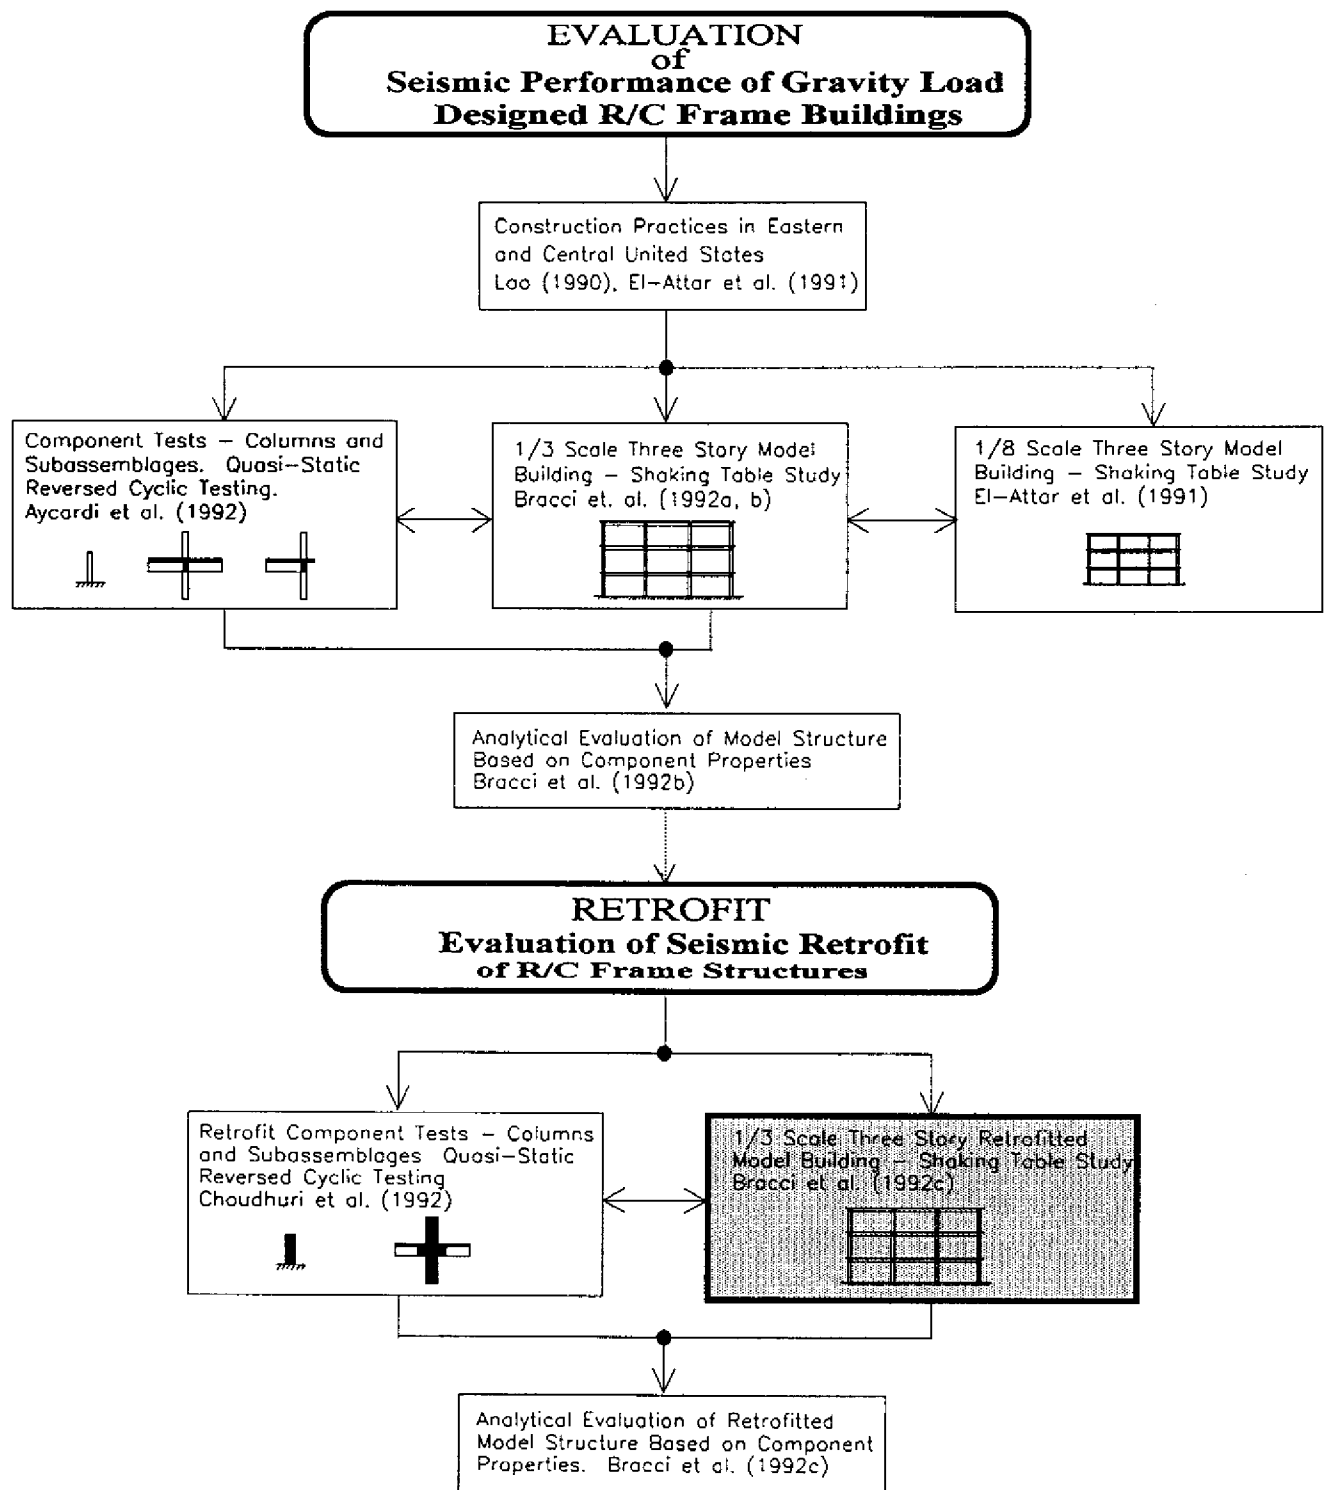 EVALUATION
of
Seismic Performance of Gravity Load
Designed R/C Frame Buildings
Construction Practices in Eastern
and Central United States
Lao (1990), El-Attar et al. (1991)
Component Tests – Columns and
Subassemblages. Quasi-Static
Reversed Cyclic Testing.
Aycardi et al. (1992)
1/3 Scale Three Story Model
Building – Shaking Table Study
Bracci et. al. (1992a, b)
1/8 Scale Three Story Model
Building – Shaking Table Study
El-Attar et al. (1991)
Analytical Evaluation of Model Structure
Based on Component Properties
Bracci et al. (1992b)
RETROFIT
Evaluation of Seismic Retrofit
of R/C Frame Structures
Retrofit Component Tests – Columns
and Subassemblages Quasi-Static
Reversed Cyclic Testing
Choudhuri et al. (1992)
1/3 Scale Three Story Retrofitted
Model Building – Shaking Table Study
Bracci et al. (1992c)
Analytical Evaluation of Retrofitted
Model Structure Based on Component
Properties. Bracci et al. (1992c)